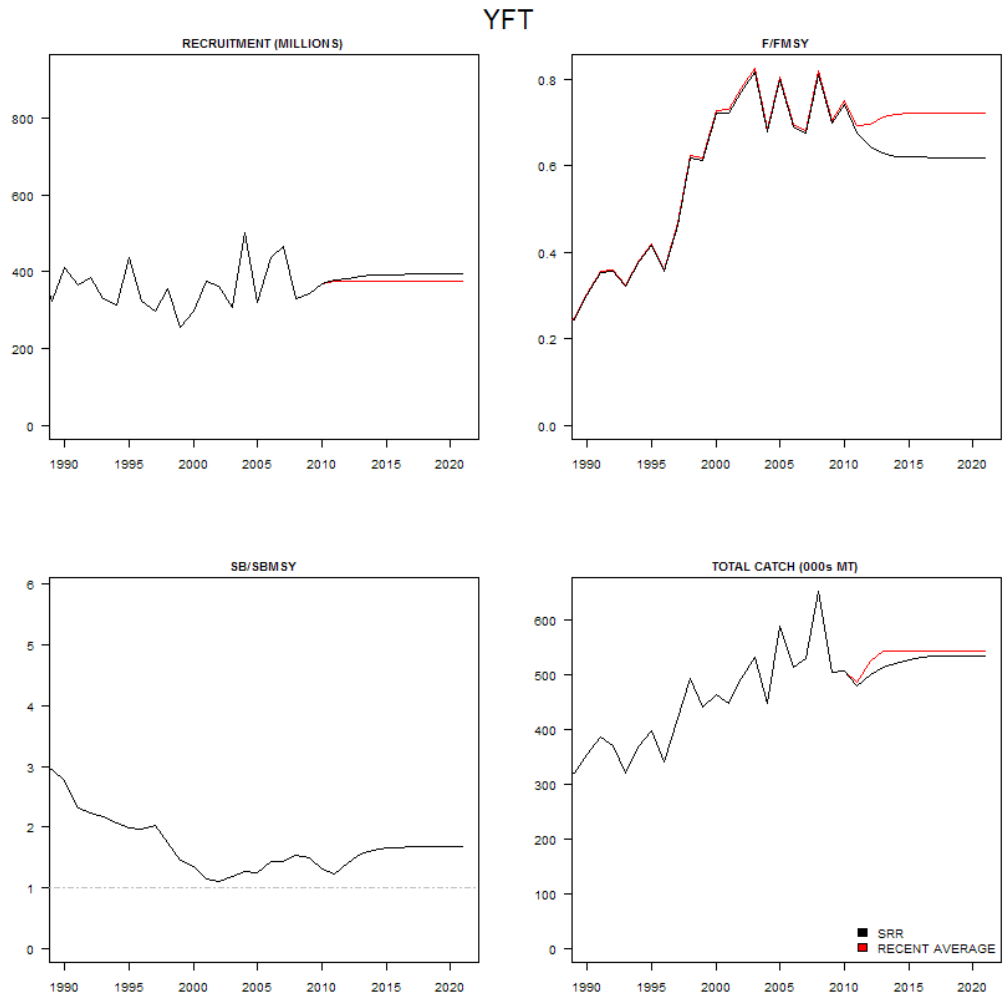 YFT
RECRUITMENT (MILLIONS)
800
600
400
200
0
1990 1995 2000 2005 2010 2015 2020
F/FMSY
0.8
0.6
0.4
0.2
0.0
1990 1995 2000 2005 2010 2015 2020
SB/SBMSY
6
5
4
3
2
1
0
1990 1995 2000 2005 2010 2015 2020
TOTAL CATCH (000s MT)
600
500
400
300
200
100
0
SRR
RECENT AVERAGE
1990 1995 2000 2005 2010 2015 2020